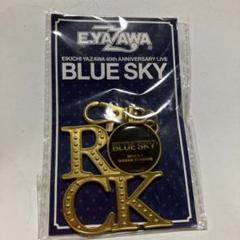 E.YAZAWA
EIKICHI YAZAWA 40th ANNIVERSARY LIVE
BLUE SKY
R
BLUE SKY
CK